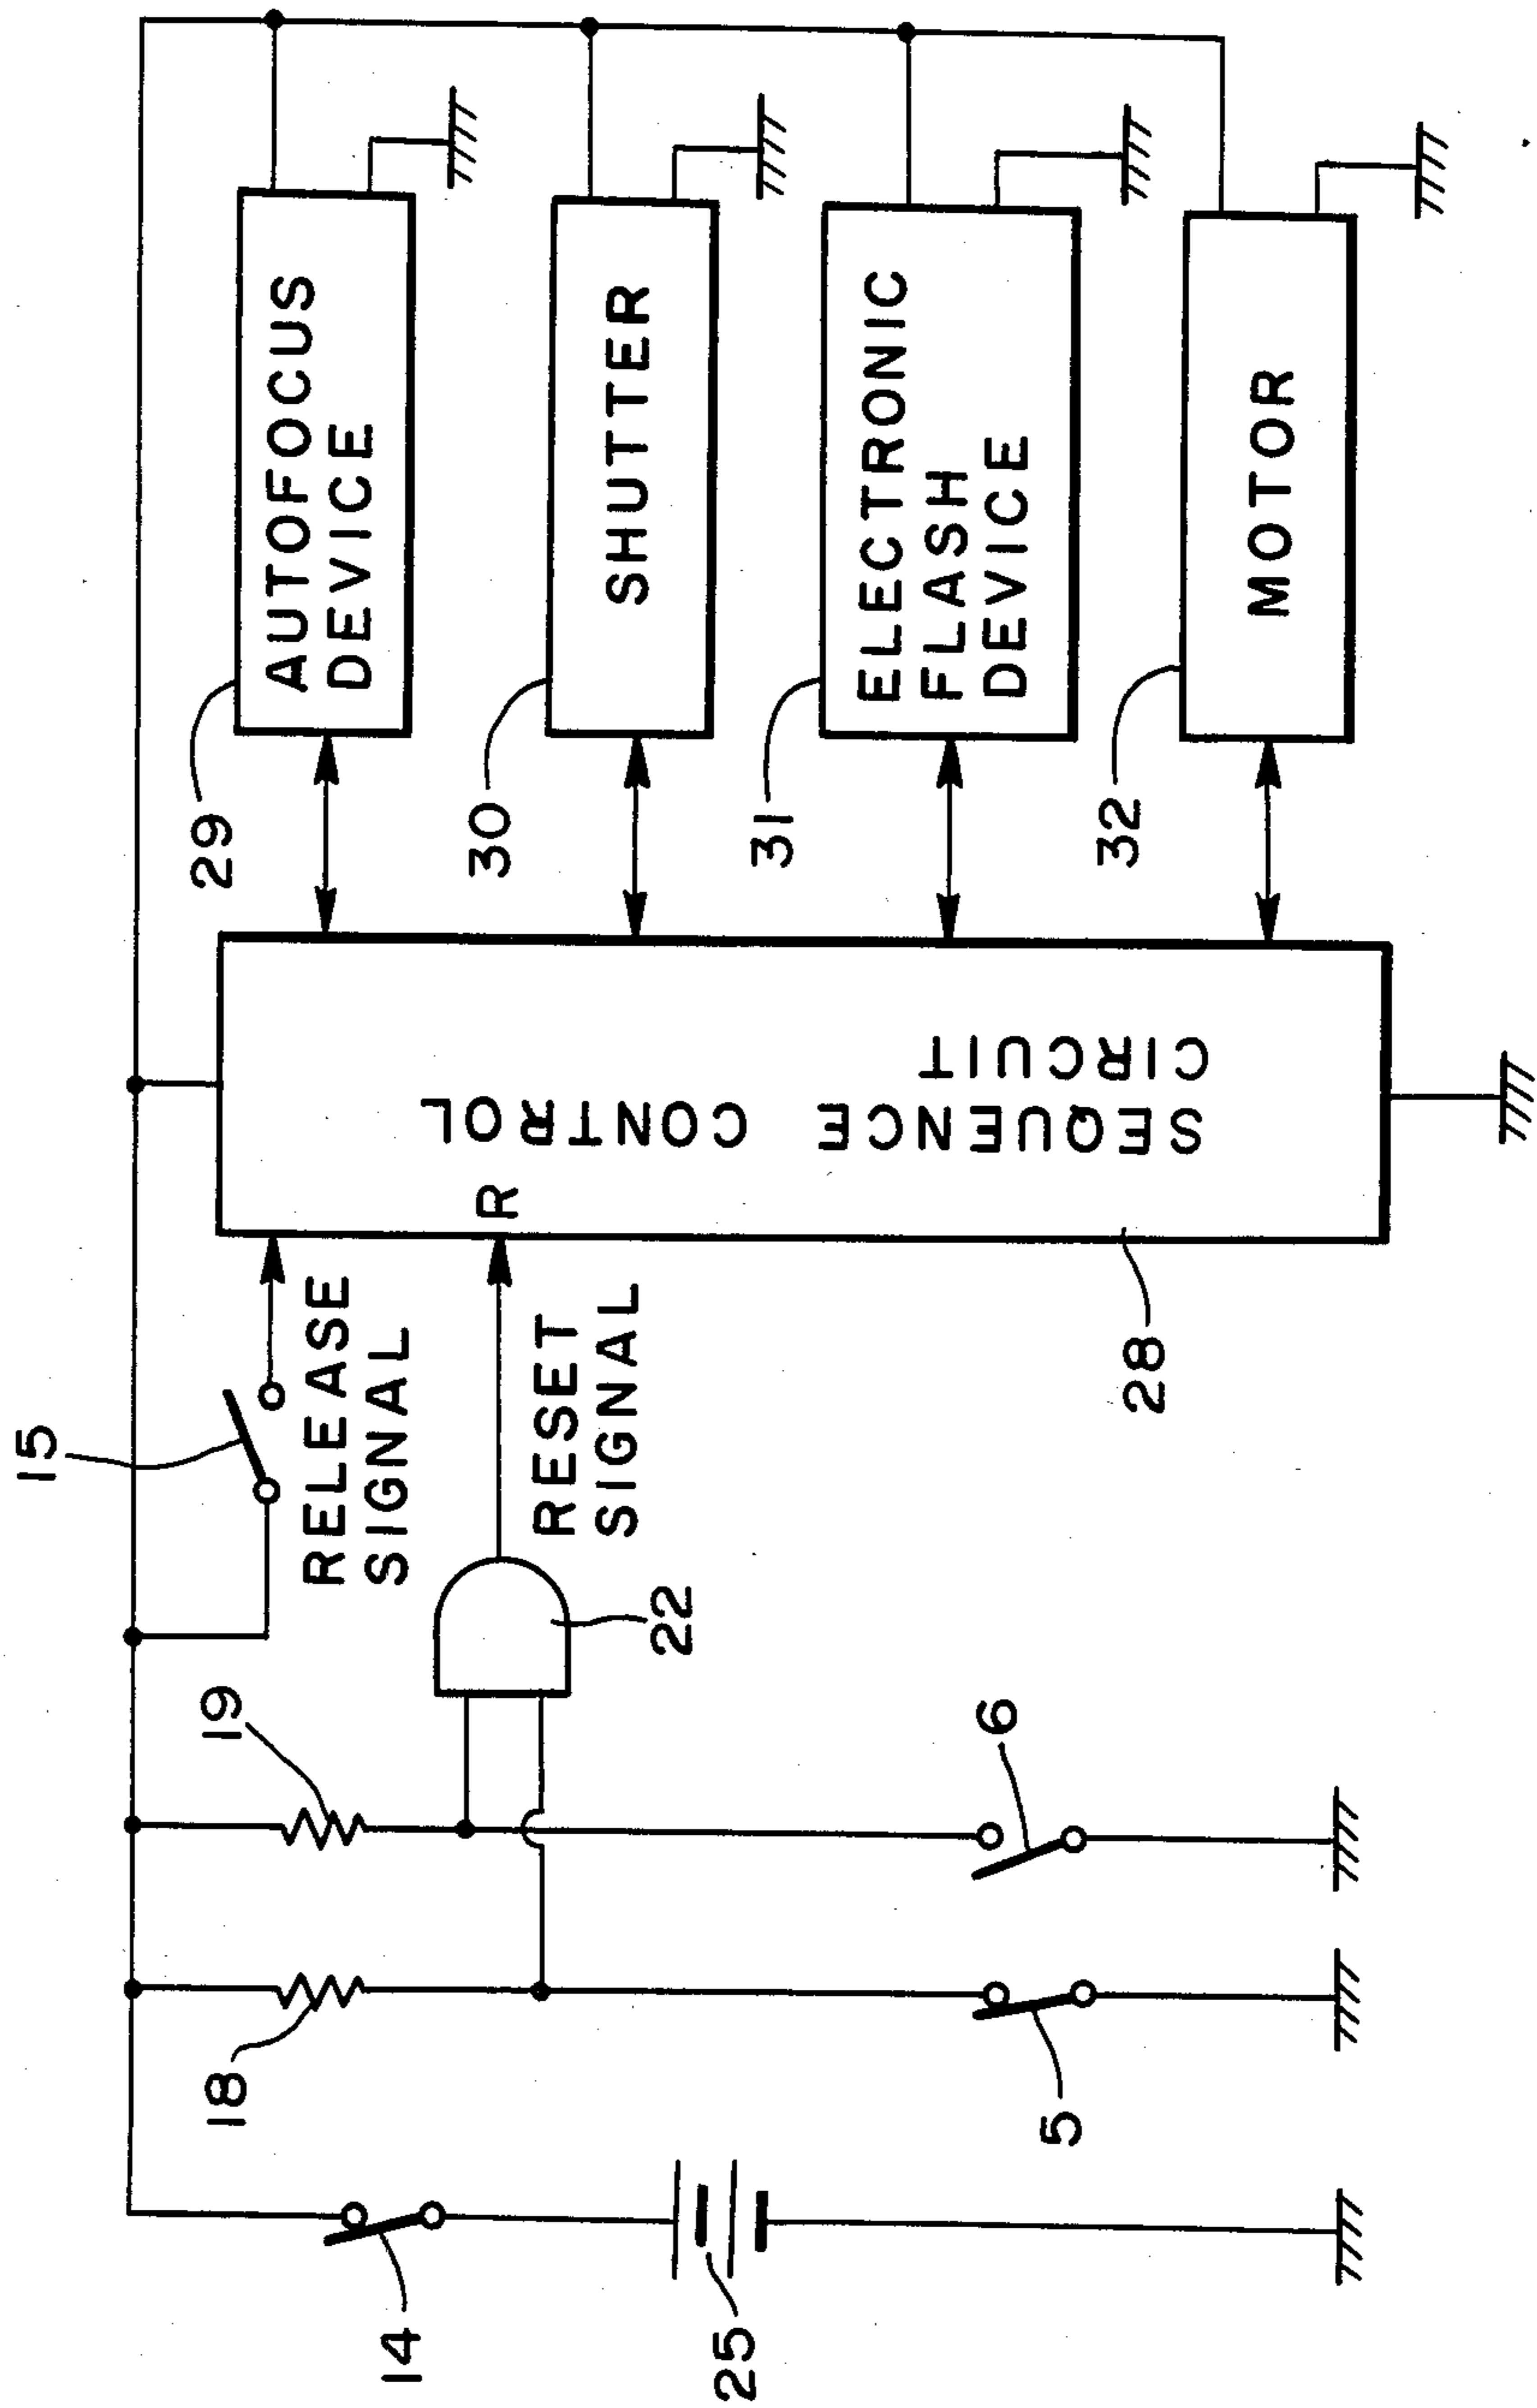 15
14
25
18
19
5
6
22
RELEASE
SIGNAL
RESET
SIGNAL
R
SEQUENCE CONTROL
CIRCUIT
28
29
AUTOFOCUS
DEVICE
30
SHUTTER
31
ELECTRONIC
FLASH
DEVICE
32
MOTOR